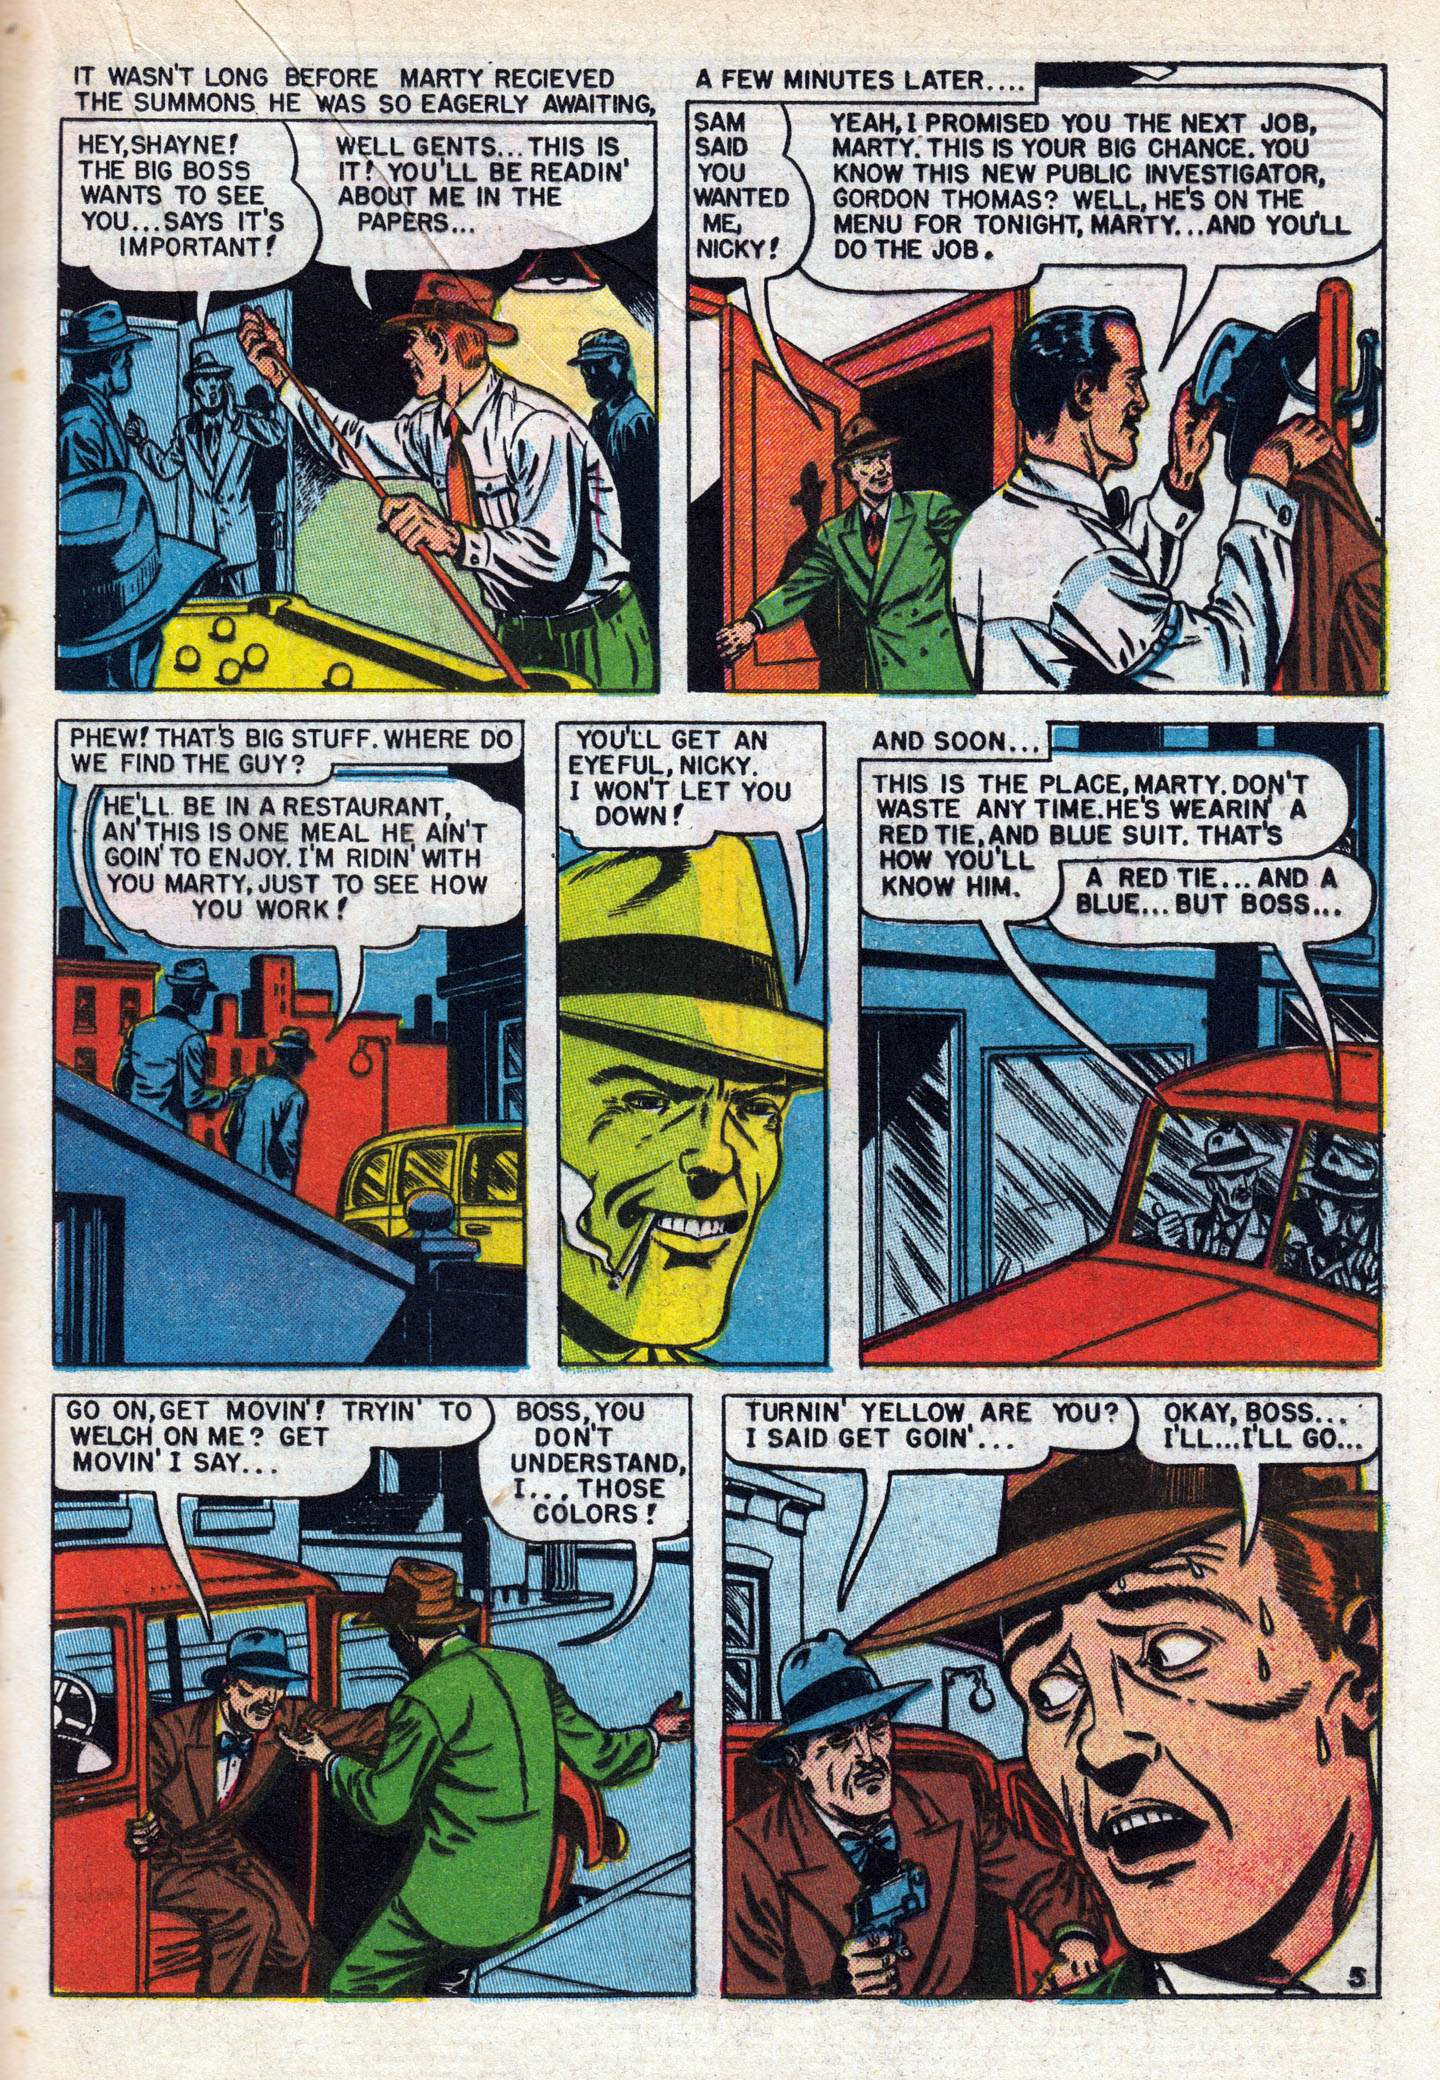 IT WASN'T LONG BEFORE MARTY RECIEVED
THE SUMMONS HE WAS SO EAGERLY AWAITING,
HEY, SHAYNE!
THE BIG BOSS
WANTS TO SEE
YOU...SAYS IT'S
IMPORTANT!
WELL GENTS...THIS IS
IT! YOU'LL BE READIN'
ABOUT ME IN THE
PAPERS...
A FEW MINUTES LATER....
SAM
SAID
YOU
WANTED
ME,
NICKY!
YEAH, I PROMISED YOU THE NEXT JOB,
MARTY. THIS IS YOUR BIG CHANCE. YOU
KNOW THIS NEW PUBLIC INVESTIGATOR,
GORDON THOMAS? WELL, HE'S ON THE
MENU FOR TONIGHT, MARTY...AND YOU'LL
DO THE JOB.
PHEW! THAT'S BIG STUFF. WHERE DO
WE FIND THE GUY?
HE'LL BE IN A RESTAURANT,
AN' THIS IS ONE MEAL HE AIN'T
GOIN' TO ENJOY. I'M RIDIN' WITH
YOU MARTY, JUST TO SEE HOW
YOU WORK!
YOU'LL GET AN
EYEFUL, NICKY.
I WON'T LET YOU
DOWN!
AND SOON...
THIS IS THE PLACE, MARTY. DON'T
WASTE ANY TIME. HE'S WEARIN' A
RED TIE, AND BLUE SUIT. THAT'S
HOW YOU'LL
KNOW HIM.
A RED TIE...AND A
BLUE...BUT BOSS...
GO ON, GET MOVIN'! TRYIN' TO
WELCH ON ME? GET
MOVIN' I SAY...
BOSS, YOU
DON'T
UNDERSTAND,
I... THOSE
COLORS!
TURNIN' YELLOW ARE YOU?
I SAID GET GOIN'...
OKAY, BOSS...
I'LL...I'LL GO...
5